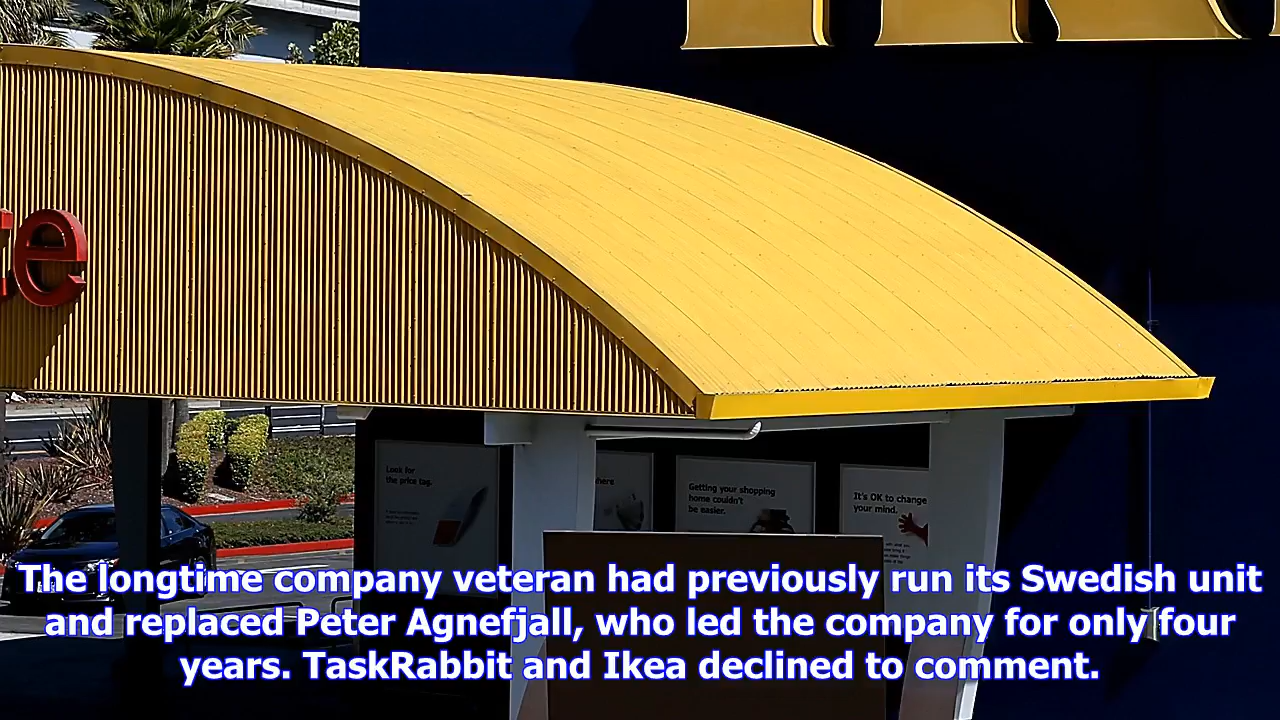 e
Look for
the price tag.
here
Getting your shopping
home couldn't
be easier.
It's OK to change
your mind.
The longtime company veteran had previously run its Swedish unit
and replaced Peter Agnefjall, who led the company for only four
years. TaskRabbit and Ikea declined to comment.